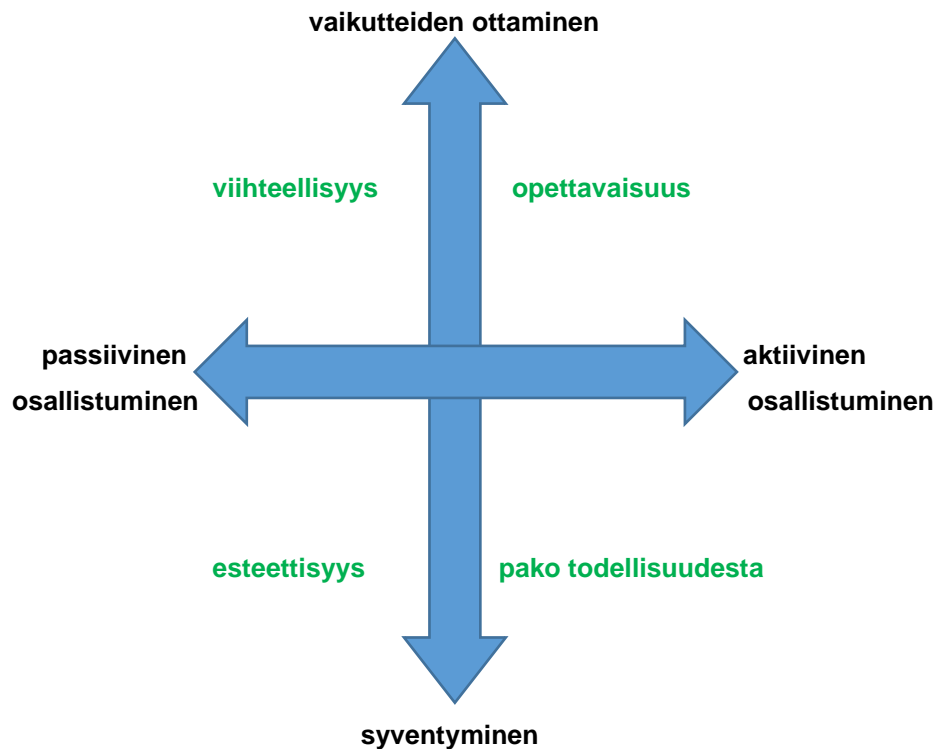 vaikutteiden ottaminen
viihteellisyys
opettavaisuus
passiivinen
osallistuminen
aktiivinen
osallistuminen
esteettisyys
pako todellisuudesta
syventyminen